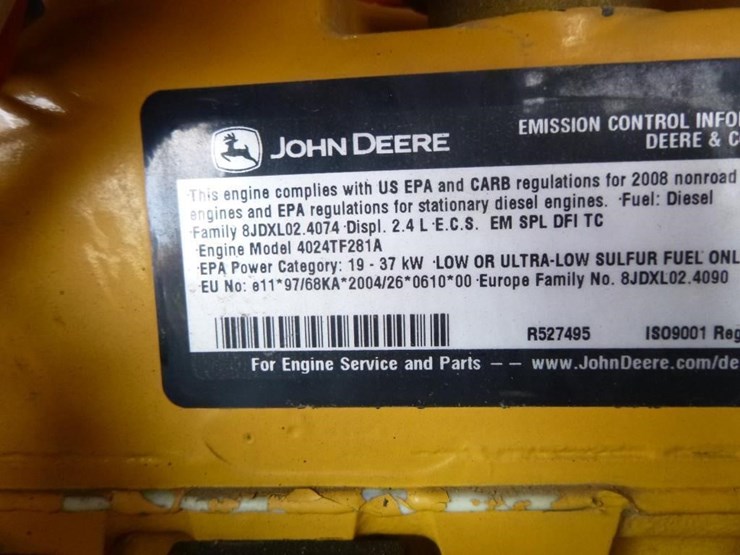 JOHN DEERE
EMISSION CONTROL
DEERE &
This engine complies with US EPA and CARB regulations for 2008 nonroad
engines and EPA regulations for stationary diesel engines. ·Fuel: Diesel
·Family 8JDXL02.4074 ·Displ. 2.4 L ·E.C.S. EM SPL DFI TC
·Engine Model 4024TF281A
·EPA Power Category: 19 - 37 kW ·LOW OR ULTRA-LOW SULFUR FUEL ONL
·EU No: e11*97/68KA*2004/26*0610*00 ·Europe Family No. 8JDXL02.4090
R527495 ISO9001 Reg
For Engine Service and Parts -- www.JohnDeere.com/de